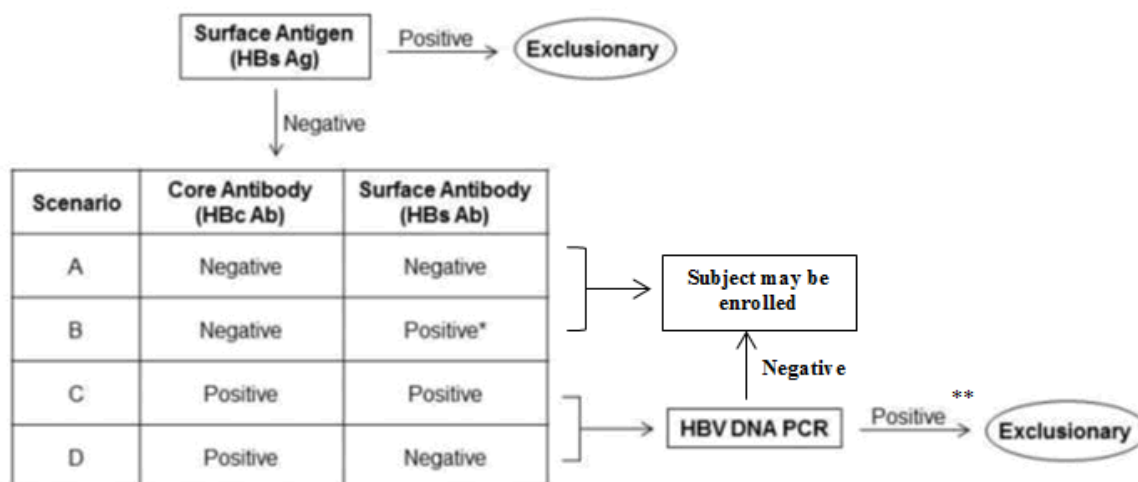 Surface Antigen
(HBs Ag)
Positive
Exclusionary
Negative
Scenario
Core Antibody
(HBc Ab)
Surface Antibody
(HBs Ab)
A
Negative
Negative
B
Negative
Positive*
C
Positive
Positive
D
Positive
Negative
Subject may be
enrolled
Negative
HBV DNA PCR
Positive **
Exclusionary